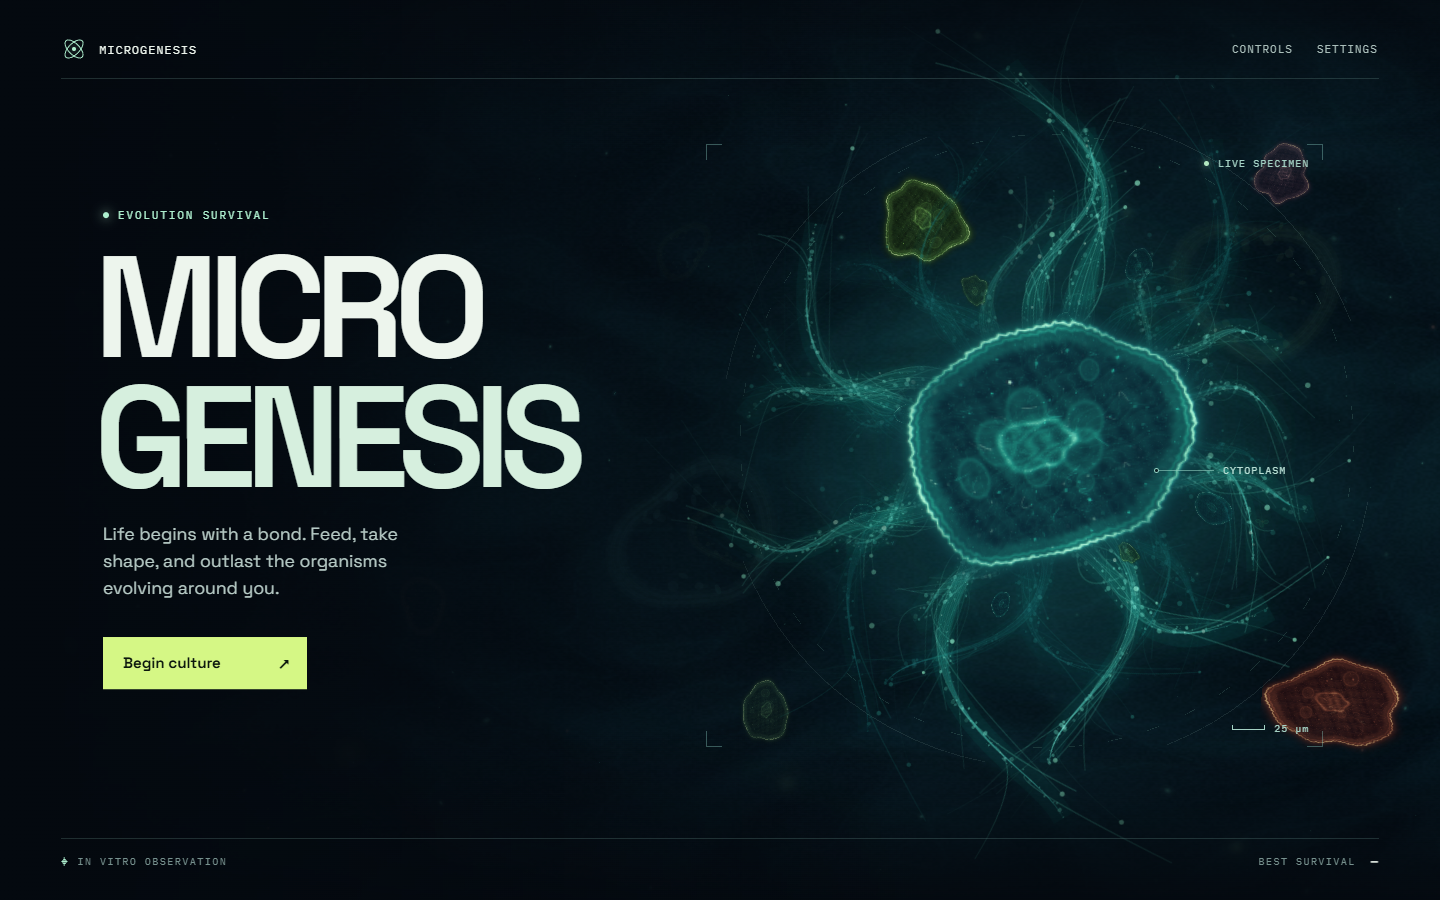 MICROGENESIS
CONTROLS SETTINGS
LIVE SPECIMEN
EVOLUTION SURVIVAL
MICRO
GENESIS
CYTOPLASM
Life begins with a bond. Feed, take
shape, and outlast the organisms
evolving around you.
Begin culture ↗
25 µm
IN VITRO OBSERVATION
BEST SURVIVAL —